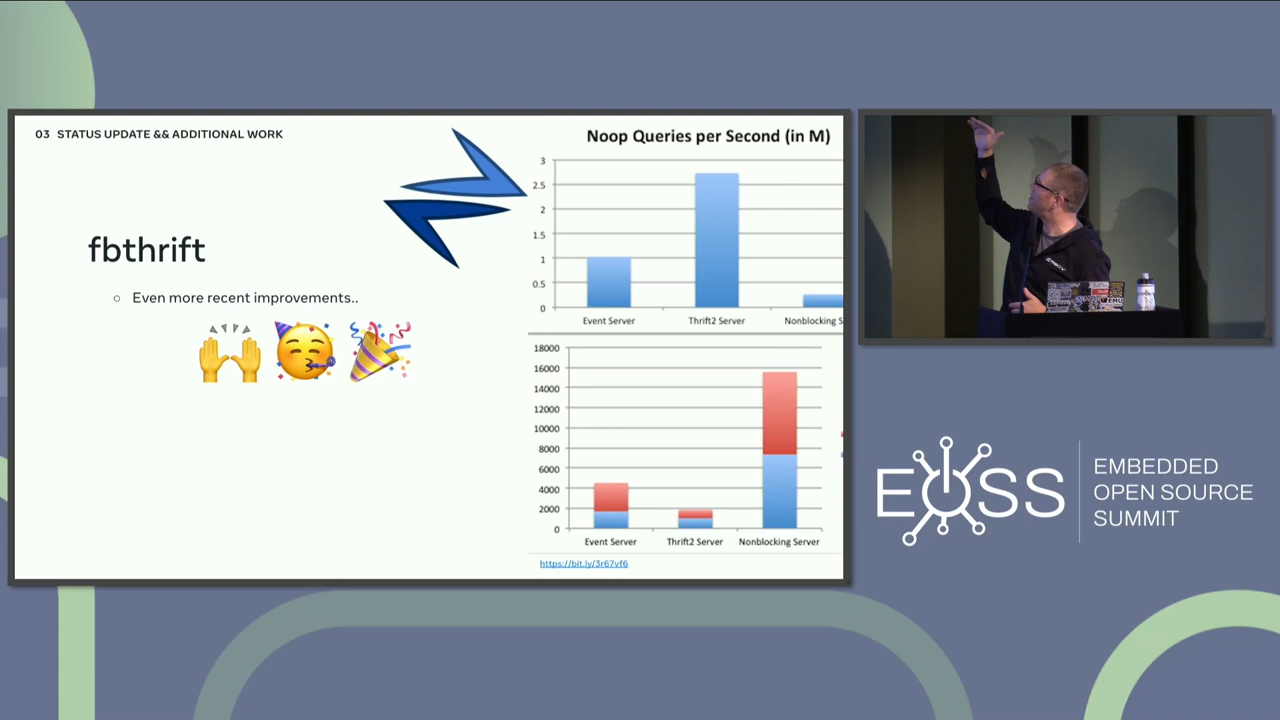 03 STATUS UPDATE && ADDITIONAL WORK
fbthrift
Even more recent improvements..
Noop Queries per Second (in M)
3
2.5
2
1.5
1
0.5
0
Event Server
Thrift2 Server
Nonblocking S
18000
16000
14000
12000
10000
8000
6000
4000
2000
0
Event Server
Thrift2 Server
Nonblocking Server
https://bit.ly/3r67vf6
EOSS
EMBEDDED
OPEN SOURCE
SUMMIT